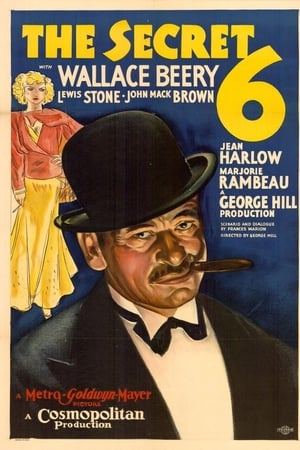 THE SECRET
6
WITH
WALLACE BEERY
LEWIS STONE - JOHN MACK BROWN
JEAN
HARLOW
MARJORIE
RAMBEAU
A
GEORGE HILL
PRODUCTION
SCENARIO AND DIALOGUE
BY FRANCES MARION
DIRECTED BY GEORGE HILL
A Metro-Goldwyn-Mayer
PICTURE
A Cosmopolitan
Production